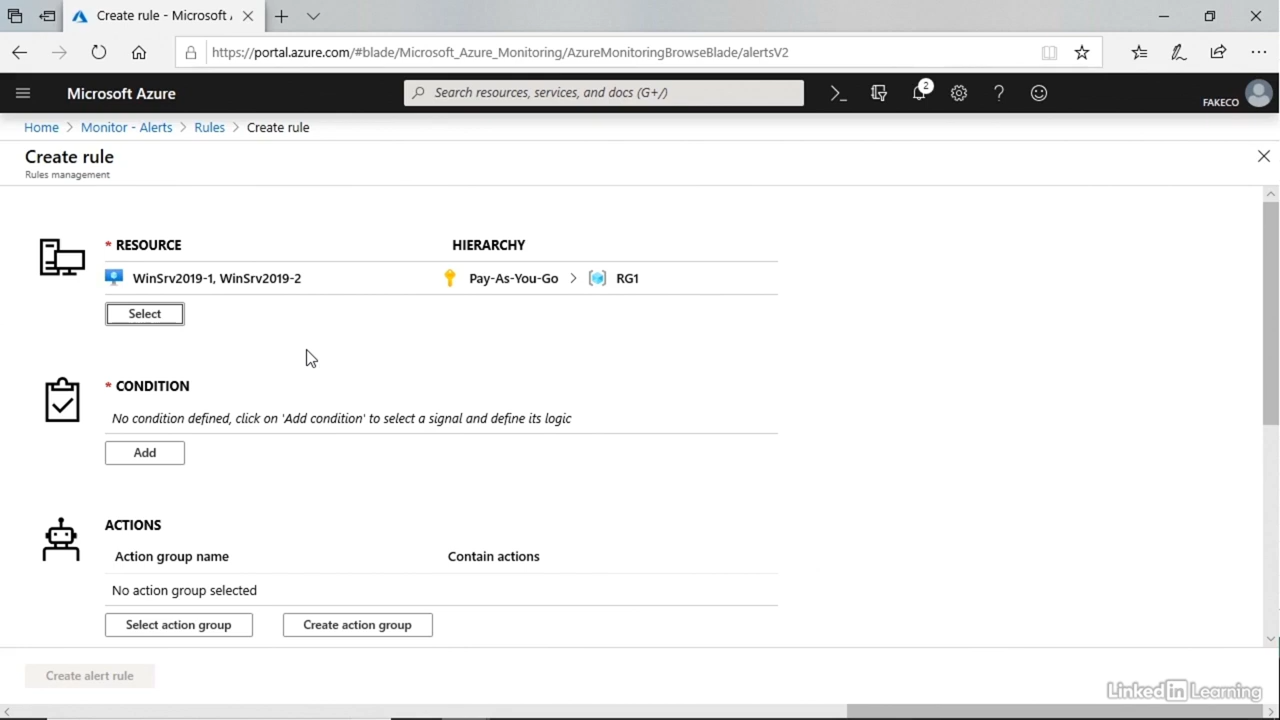 Create rule - Microsoft A
https://portal.azure.com/#blade/Microsoft_Azure_Monitoring/AzureMonitoringBrowseBlade/alertsV2
Microsoft Azure
Search resources, services, and docs (G+/)
2
FAKECO
Home > Monitor - Alerts > Rules > Create rule
Create rule
Rules management
* RESOURCE HIERARCHY
WinSrv2019-1, WinSrv2019-2 Pay-As-You-Go > RG1
Select
* CONDITION
No condition defined, click on 'Add condition' to select a signal and define its logic
Add
ACTIONS
Action group name Contain actions
No action group selected
Select action group Create action group
Create alert rule
LinkedIn Learning